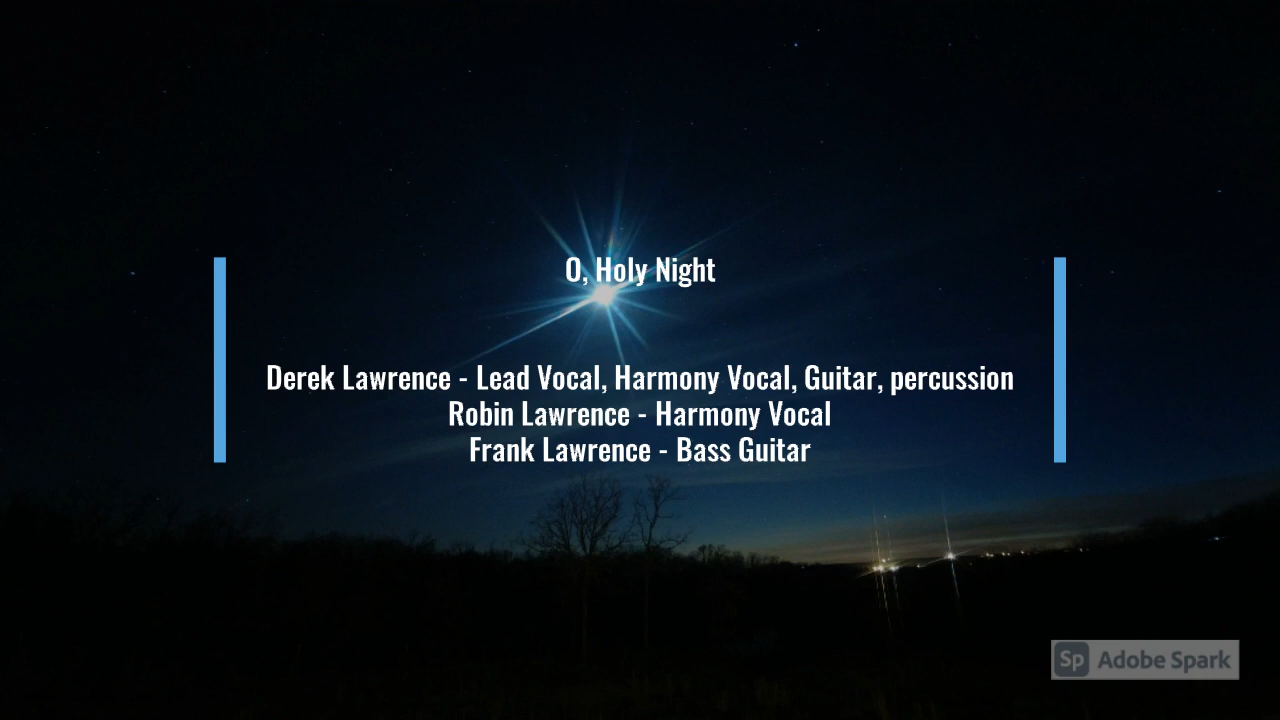 O, Holy Night
Derek Lawrence - Lead Vocal, Harmony Vocal, Guitar, percussion
Robin Lawrence - Harmony Vocal
Frank Lawrence - Bass Guitar
Sp Adobe Spark